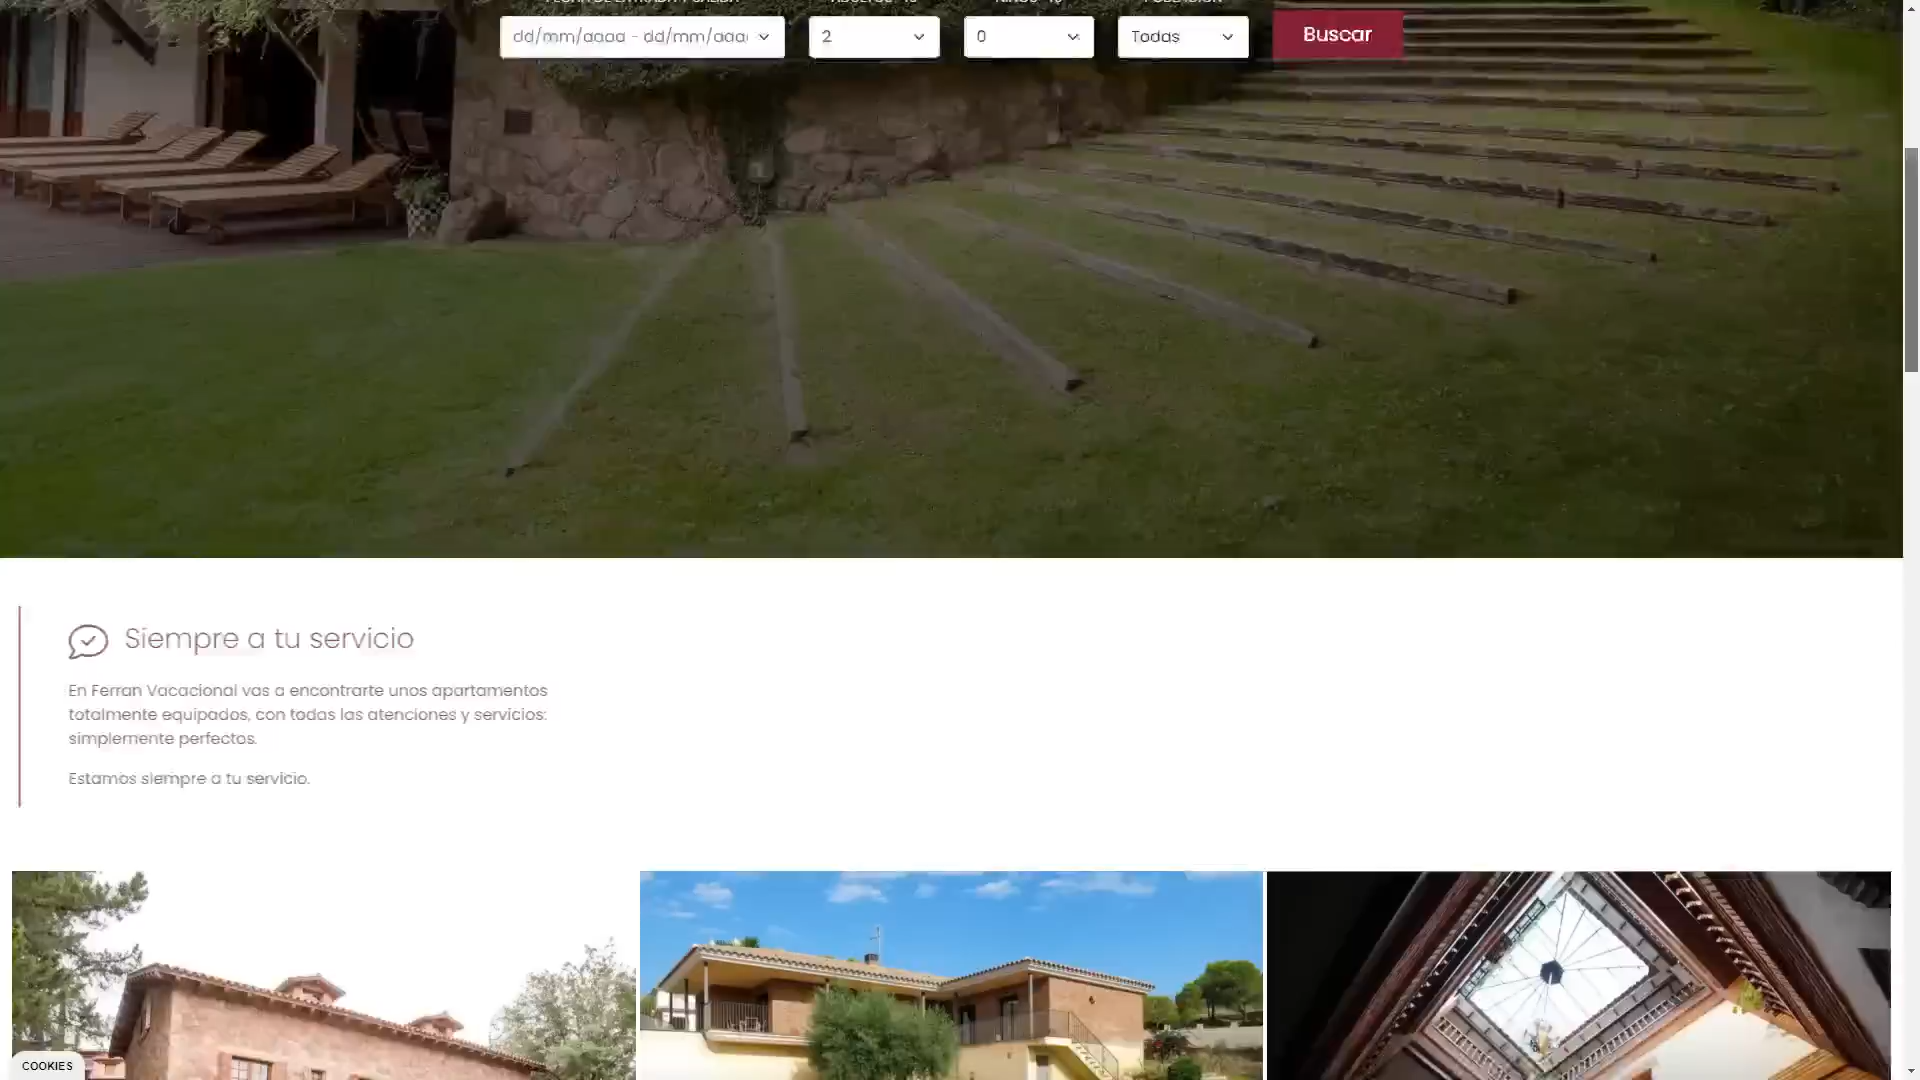 dd/mm/aaaa - dd/mm/aaa
2
0
Todas
Buscar
Siempre a tu servicio
En Ferran Vacacional vas a encontrarte unos apartamentos
totalmente equipados, con todas las atenciones y servicios:
simplemente perfectos.
Estamos siempre a tu servicio.
COOKIES